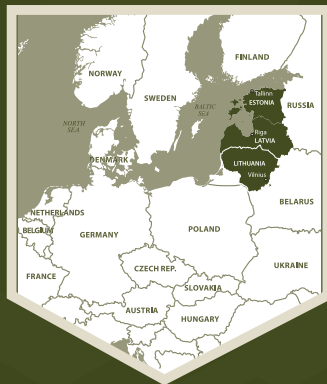 FINLAND
NORWAY
SWEDEN
Tallinn
ESTONIA
BALTIC
SEA
RUSSIA
NORTH
SEA
Riga
LATVIA
DENMARK
LITHUANIA
Vilnius
BELARUS
NETHERLANDS
BELGIUM
GERMANY
POLAND
CZECH REP.
UKRAINE
FRANCE
SLOVAKIA
AUSTRIA
HUNGARY